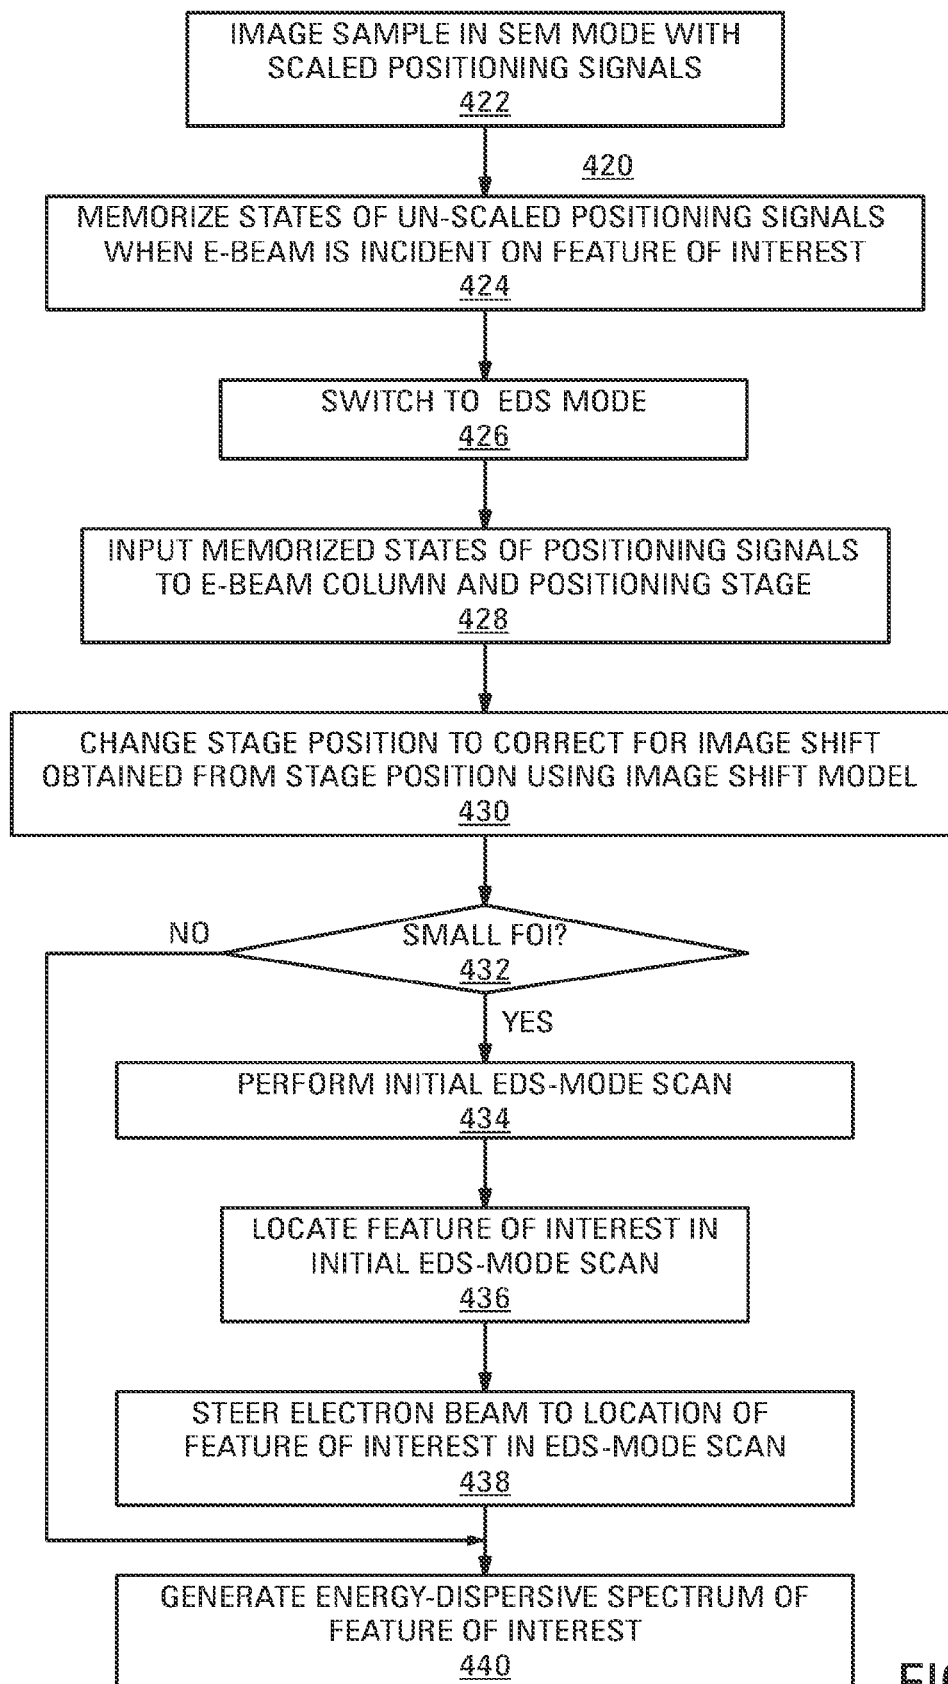 IMAGE SAMPLE IN SEM MODE WITH
SCALED POSITIONING SIGNALS
422
420
MEMORIZE STATES OF UN-SCALED POSITIONING SIGNALS
WHEN E-BEAM IS INCIDENT ON FEATURE OF INTEREST
424
SWITCH TO EDS MODE
426
INPUT MEMORIZED STATES OF POSITIONING SIGNALS
TO E-BEAM COLUMN AND POSITIONING STAGE
428
CHANGE STAGE POSITION TO CORRECT FOR IMAGE SHIFT
OBTAINED FROM STAGE POSITION USING IMAGE SHIFT MODEL
430
NO
SMALL FOI?
432
YES
PERFORM INITIAL EDS-MODE SCAN
434
LOCATE FEATURE OF INTEREST IN
INITIAL EDS-MODE SCAN
436
STEER ELECTRON BEAM TO LOCATION OF
FEATURE OF INTEREST IN EDS-MODE SCAN
438
GENERATE ENERGY-DISPERSIVE SPECTRUM OF
FEATURE OF INTEREST
440